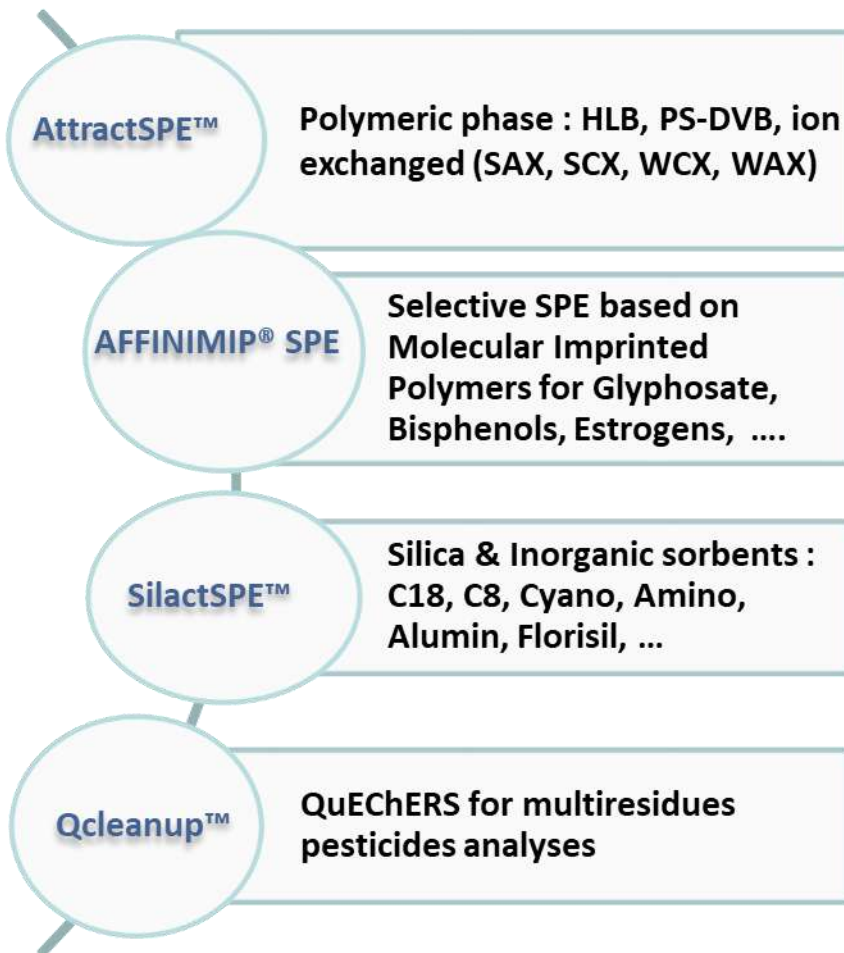 AttractSPE™
Polymeric phase : HLB, PS-DVB, ion
exchanged (SAX, SCX, WCX, WAX)
AFFINIMIP® SPE
Selective SPE based on
Molecular Imprinted
Polymers for Glyphosate,
Bisphenols, Estrogens, ....
SilactSPE™
Silica & Inorganic sorbents :
C18, C8, Cyano, Amino,
Alumin, Florisil, ...
Qcleanup™
QuEChERS for multiresidues
pesticides analyses